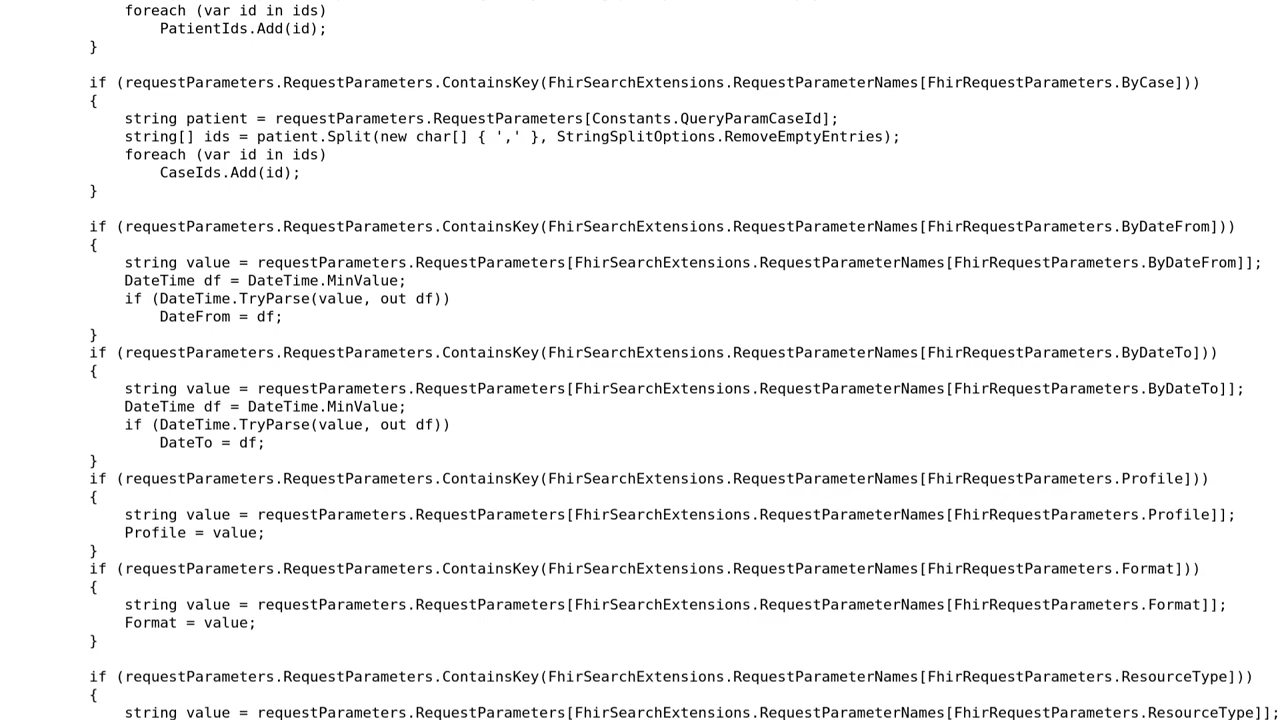 foreach (var id in ids)
PatientIds.Add(id);
}
if (requestParameters.RequestParameters.ContainsKey(FhirSearchExtensions.RequestParameterNames[FhirRequestParameters.ByCase]))
{
string patient = requestParameters.RequestParameters[Constants.QueryParamCaseId];
string[] ids = patient.Split(new char[] { ',' }, StringSplitOptions.RemoveEmptyEntries);
foreach (var id in ids)
CaseIds.Add(id);
}
if (requestParameters.RequestParameters.ContainsKey(FhirSearchExtensions.RequestParameterNames[FhirRequestParameters.ByDateFrom]))
{
string value = requestParameters.RequestParameters[FhirSearchExtensions.RequestParameterNames[FhirRequestParameters.ByDateFrom]];
DateTime df = DateTime.MinValue;
if (DateTime.TryParse(value, out df))
DateFrom = df;
}
if (requestParameters.RequestParameters.ContainsKey(FhirSearchExtensions.RequestParameterNames[FhirRequestParameters.ByDateTo]))
{
string value = requestParameters.RequestParameters[FhirSearchExtensions.RequestParameterNames[FhirRequestParameters.ByDateTo]];
DateTime df = DateTime.MinValue;
if (DateTime.TryParse(value, out df))
DateTo = df;
}
if (requestParameters.RequestParameters.ContainsKey(FhirSearchExtensions.RequestParameterNames[FhirRequestParameters.Profile]))
{
string value = requestParameters.RequestParameters[FhirSearchExtensions.RequestParameterNames[FhirRequestParameters.Profile]];
Profile = value;
}
if (requestParameters.RequestParameters.ContainsKey(FhirSearchExtensions.RequestParameterNames[FhirRequestParameters.Format]))
{
string value = requestParameters.RequestParameters[FhirSearchExtensions.RequestParameterNames[FhirRequestParameters.Format]];
Format = value;
}
if (requestParameters.RequestParameters.ContainsKey(FhirSearchExtensions.RequestParameterNames[FhirRequestParameters.ResourceType]))
{
string value = requestParameters.RequestParameters[FhirSearchExtensions.RequestParameterNames[FhirRequestParameters.ResourceType]];